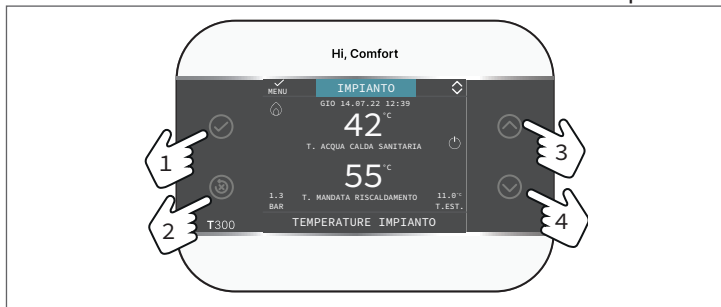 Hi, Comfort
MENU
IMPIANTO
GIO 14.07.22 12:39
42°C
T. ACQUA CALDA SANITARIA
55°C
1.3
BAR
T. MANDATA RISCALDAMENTO
11.0°C
T.EST.
TEMPERATURE IMPIANTO
T300
1
2
3
4